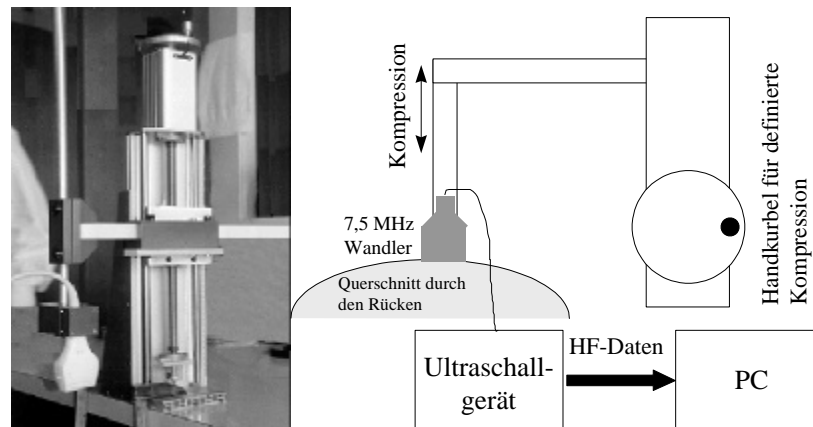 Kompression
7,5 MHz
Wandler
Querschnitt durch
den Rücken
Handkurbel für definierte
Kompression
Ultraschall-
gerät
HF-Daten
PC